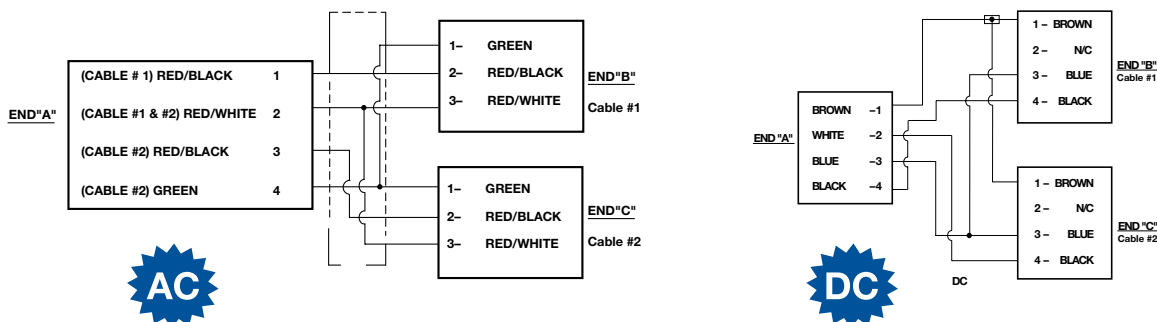 END"A"
(CABLE # 1) RED/BLACK 1
(CABLE #1 & #2) RED/WHITE 2
(CABLE #2) RED/BLACK 3
(CABLE #2) GREEN 4
1– GREEN
2– RED/BLACK
3– RED/WHITE
END"B"
Cable #1
1– GREEN
2– RED/BLACK
3– RED/WHITE
END"C"
Cable #2
AC
END "A"
BROWN –1
WHITE –2
BLUE –3
BLACK –4
1 – BROWN
2 – N/C
3 – BLUE
4 – BLACK
END "B"
Cable #1
1 – BROWN
2 – N/C
3 – BLUE
4 – BLACK
END "C"
Cable #2
DC
DC